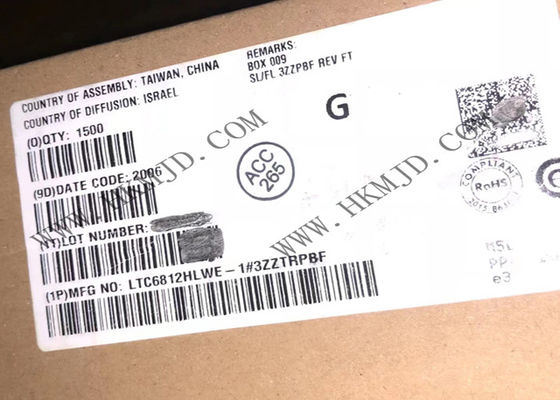 COUNTRY OF ASSEMBLY: TAIWAN, CHINA
COUNTRY OF DIFFUSION: ISRAEL
REMARKS:
BOX 009
SL/FL 3ZZPBF REV FT
(Q)QTY: 1500
G
(9D)DATE CODE: 2006
ACC
265
COMPLIANT
RoHS
LOT NUMBER:
(1P)MFG NO: LTC6812HLWE-1#3ZZTRPBF
e3
WWW.HKMJD.COM
WWW.HKMJD.COM